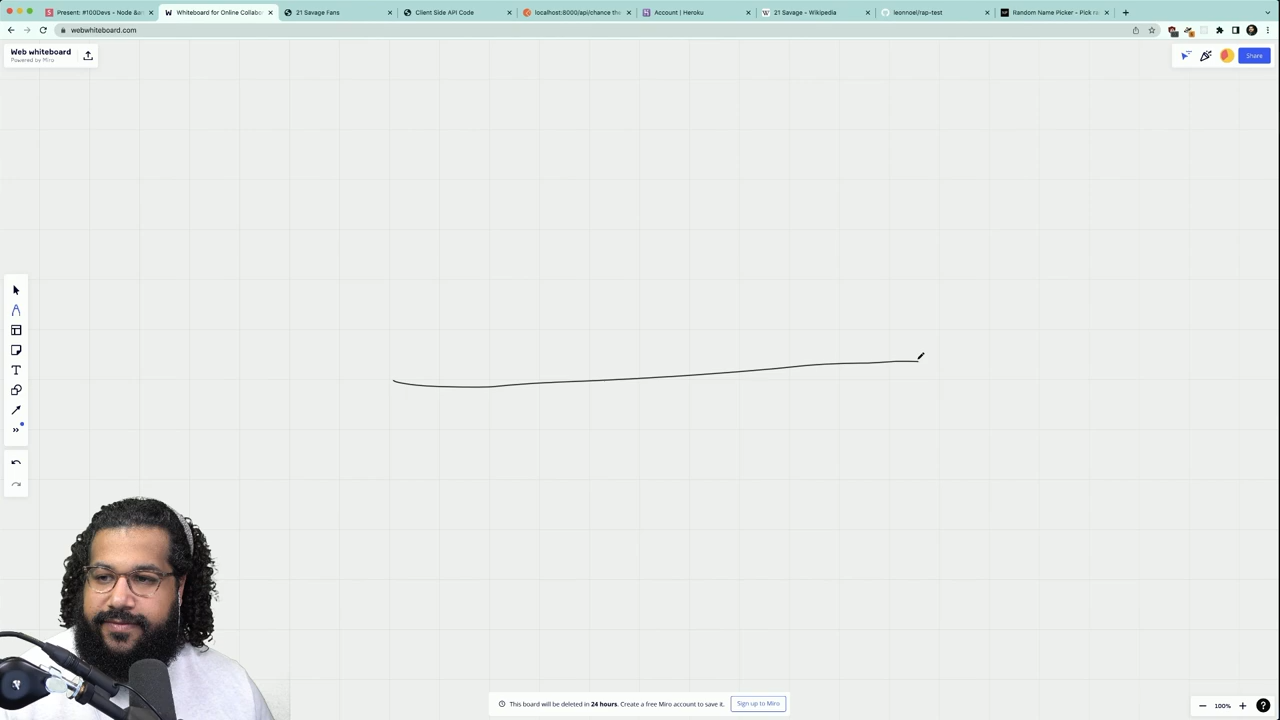 Present: #100Devs - Node &a
Whiteboard for Online Collabor
21 Savage Fans
Client Side API Code
localhost:8000/api/chance the
Account | Heroku
21 Savage - Wikipedia
leonnoel/rap-test
Random Name Picker - Pick r
webwhiteboard.com
Web whiteboard
Powered by Miro
Share
This board will be deleted in 24 hours. Create a free Miro account to save it.
Sign up to Miro
100%